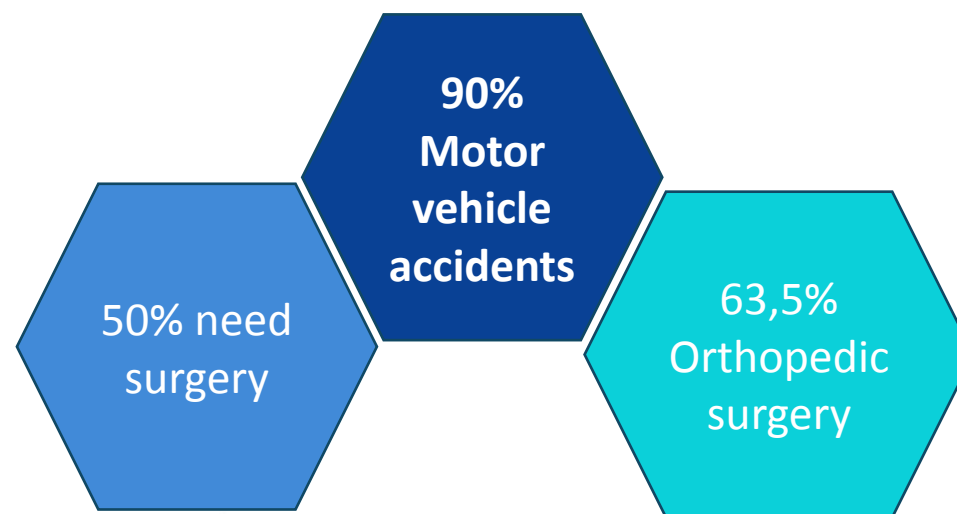 90%
Motor
vehicle
accidents
50% need
surgery
63,5%
Orthopedic
surgery